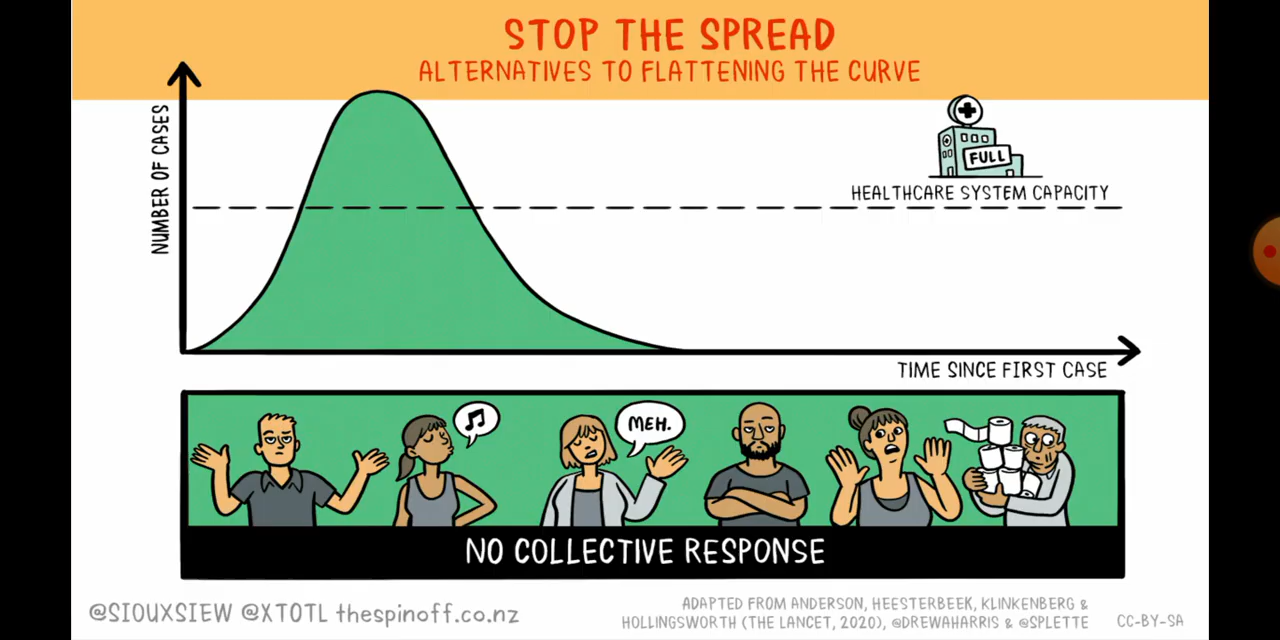 STOP THE SPREAD
ALTERNATIVES TO FLATTENING THE CURVE
NUMBER OF CASES
FULL
HEALTHCARE SYSTEM CAPACITY
TIME SINCE FIRST CASE
MEH.
NO COLLECTIVE RESPONSE
@SIOUXSIEW @XTOTL thespinoff.co.nz
ADAPTED FROM ANDERSON, HEESTERBEEK, KLINKENBERG &
HOLLINGSWORTH (THE LANCET, 2020), @DREWAHARRIS & @SPLETTE
CC-BY-SA